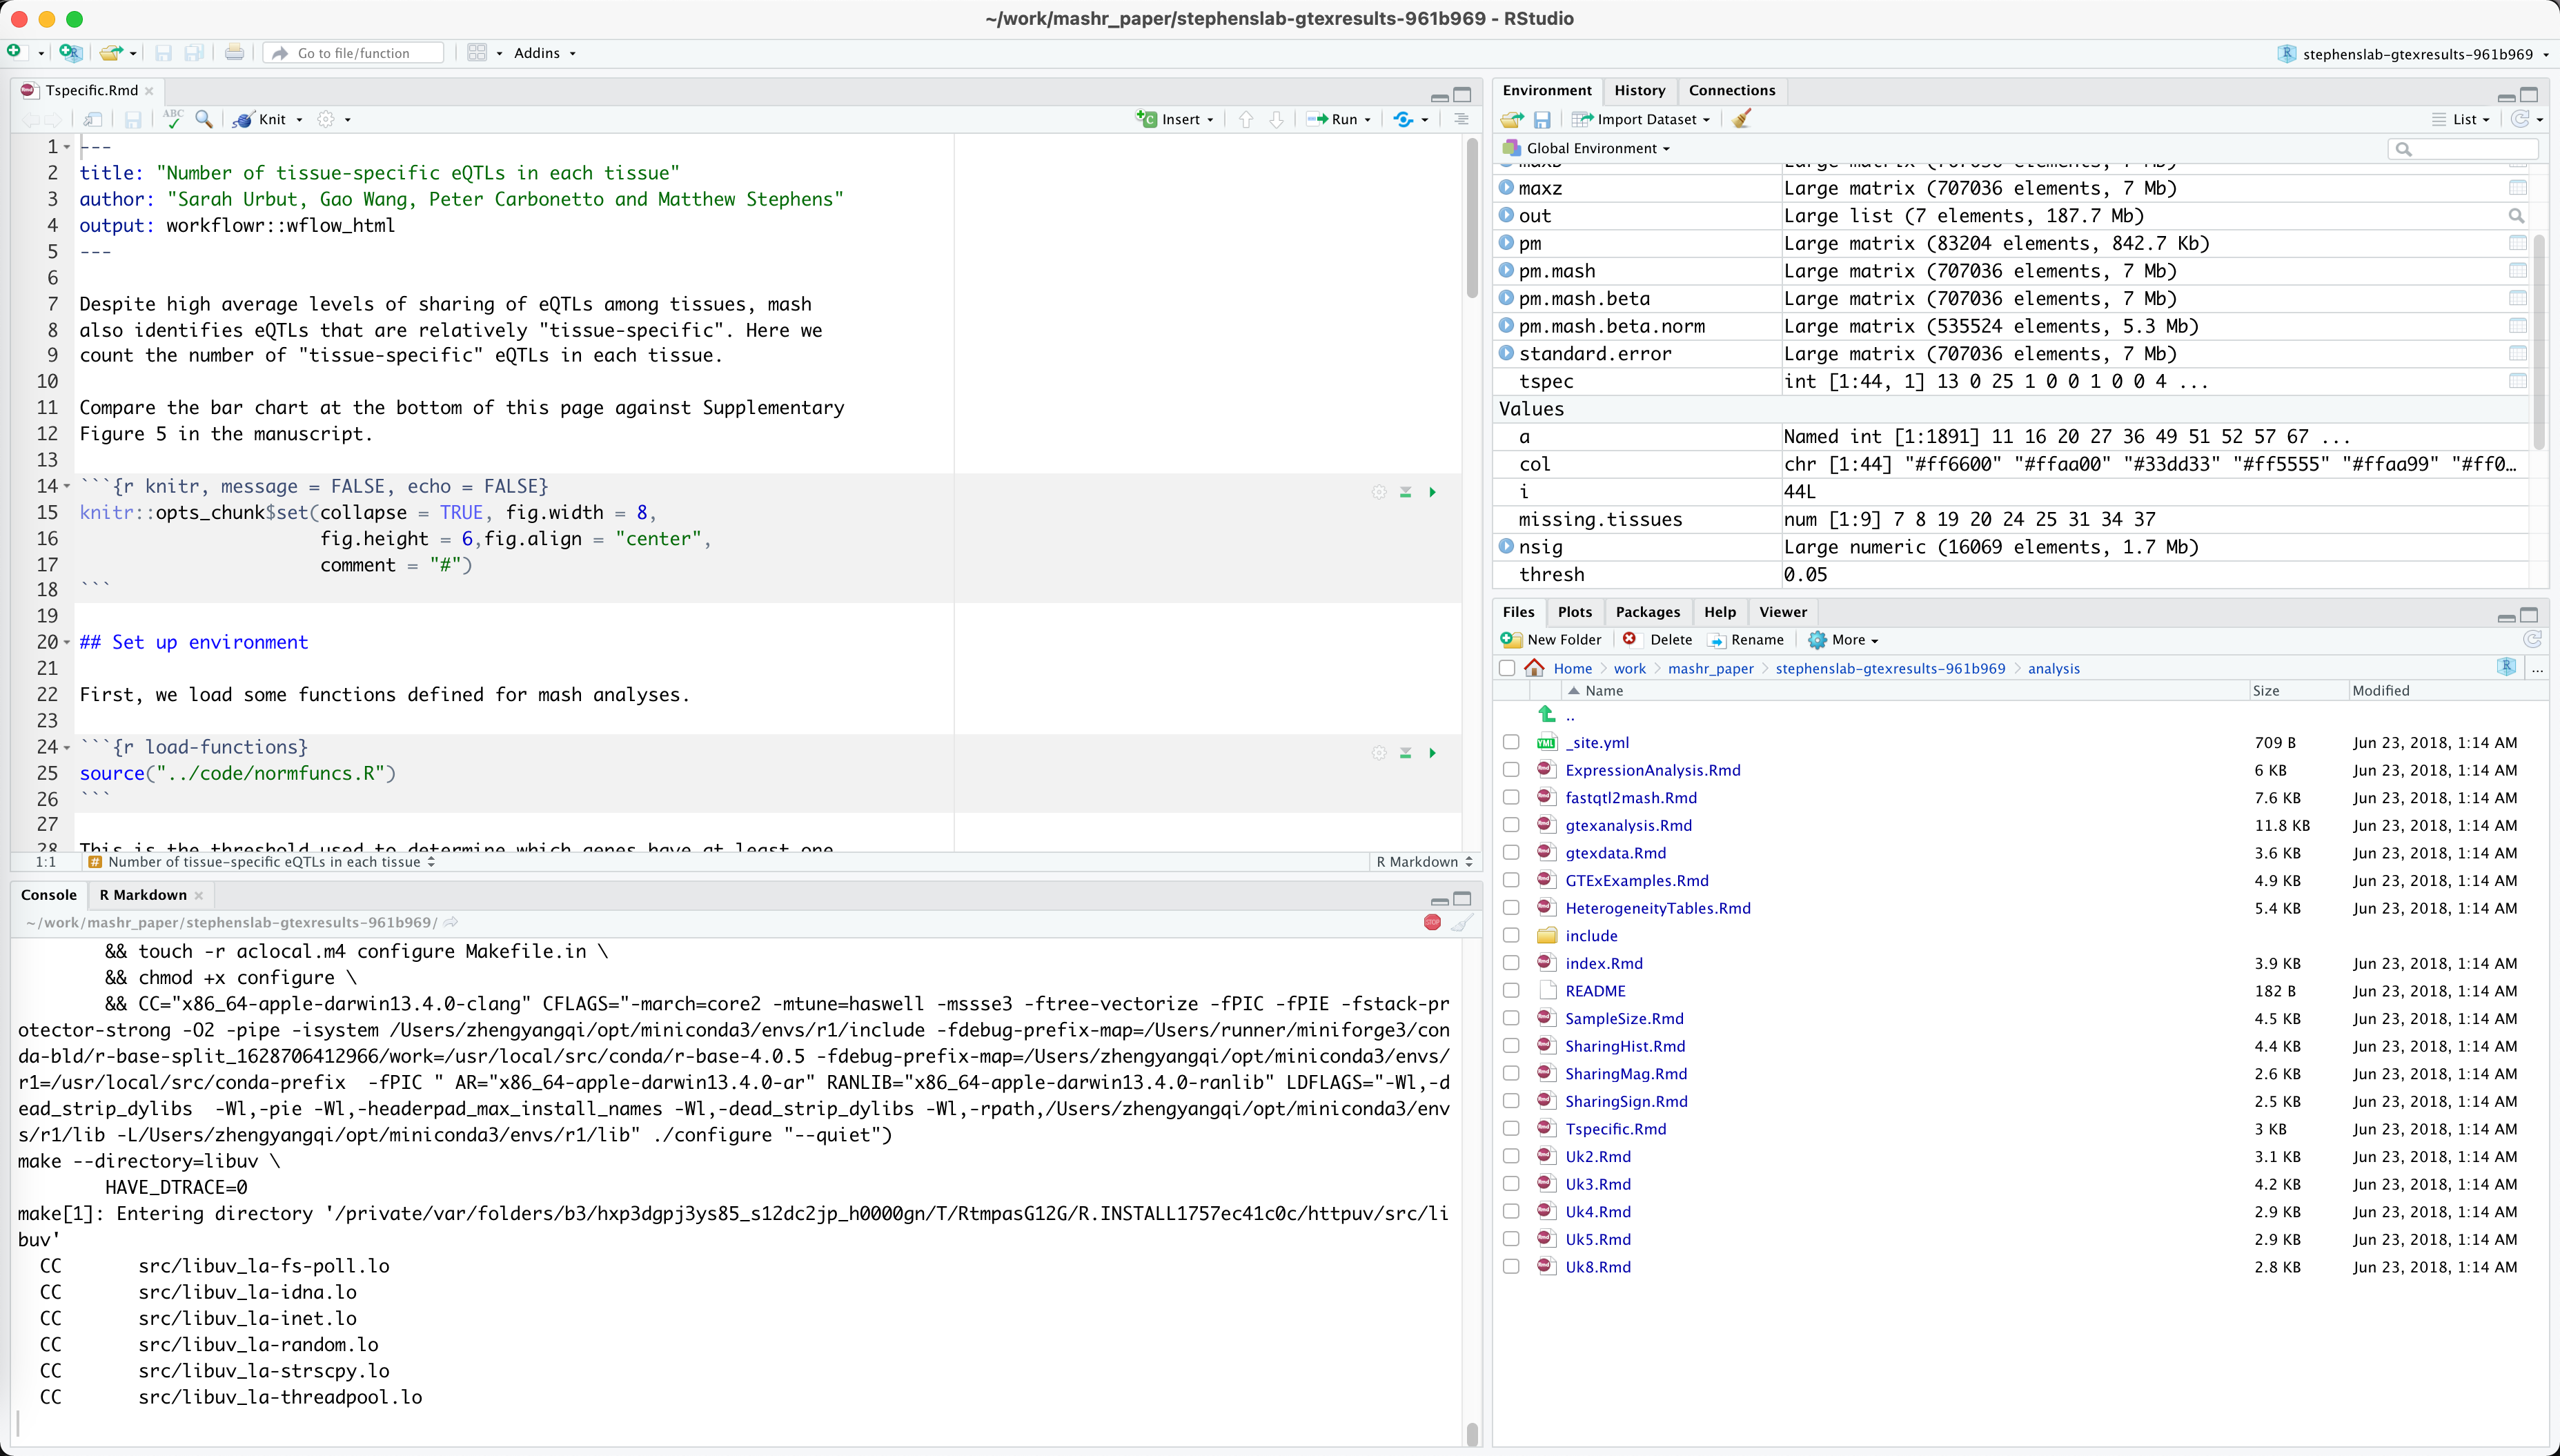 ~/work/mashr_paper/stephenslab-gtexresults-961b969 - RStudio
Go to file/function
Addins
stephenslab-gtexresults-961b969
Tspecific.Rmd
ABC
Knit
Insert
Run
1 ---
2 title: "Number of tissue-specific eQTLs in each tissue"
3 author: "Sarah Urbut, Gao Wang, Peter Carbonetto and Matthew Stephens"
4 output: workflowr::wflow_html
5 ---
6
7 Despite high average levels of sharing of eQTLs among tissues, mash
8 also identifies eQTLs that are relatively "tissue-specific". Here we
9 count the number of "tissue-specific" eQTLs in each tissue.
10
11 Compare the bar chart at the bottom of this page against Supplementary
12 Figure 5 in the manuscript.
13
14 ```{r knitr, message = FALSE, echo = FALSE}
15 knitr::opts_chunk$set(collapse = TRUE, fig.width = 8,
16 fig.height = 6,fig.align = "center",
17 comment = "#")
18 ```
19
20 ## Set up environment
21
22 First, we load some functions defined for mash analyses.
23
24 ```{r load-functions}
25 source("../code/normfuncs.R")
26 ```
27
28 This is the threshold used to determine which genes have at least one
1:1 # Number of tissue-specific eQTLs in each tissue R Markdown
Console R Markdown
~/work/mashr_paper/stephenslab-gtexresults-961b969/
STOP
&& touch -r aclocal.m4 configure Makefile.in \
&& chmod +x configure \
&& CC="x86_64-apple-darwin13.4.0-clang" CFLAGS="-march=core2 -mtune=haswell -mssse3 -ftree-vectorize -fPIC -fPIE -fstack-pr
otector-strong -O2 -pipe -isystem /Users/zhengyangqi/opt/miniconda3/envs/r1/include -fdebug-prefix-map=/Users/runner/miniforge3/con
da-bld/r-base-split_1628706412966/work=/usr/local/src/conda/r-base-4.0.5 -fdebug-prefix-map=/Users/zhengyangqi/opt/miniconda3/envs/
r1=/usr/local/src/conda-prefix  -fPIC " AR="x86_64-apple-darwin13.4.0-ar" RANLIB="x86_64-apple-darwin13.4.0-ranlib" LDFLAGS="-Wl,-d
ead_strip_dylibs  -Wl,-pie -Wl,-headerpad_max_install_names -Wl,-dead_strip_dylibs -Wl,-rpath,/Users/zhengyangqi/opt/miniconda3/env
s/r1/lib -L/Users/zhengyangqi/opt/miniconda3/envs/r1/lib" ./configure "--quiet")
make --directory=libuv \
HAVE_DTRACE=0
make[1]: Entering directory '/private/var/folders/b3/hxp3dgpj3ys85_s12dc2jp_h0000gn/T/RtmpasG12G/R.INSTALL1757ec41c0c/httpuv/src/li
buv'
CC src/libuv_la-fs-poll.lo
CC src/libuv_la-idna.lo
CC src/libuv_la-inet.lo
CC src/libuv_la-random.lo
CC src/libuv_la-strscpy.lo
CC src/libuv_la-threadpool.lo
Environment History Connections
Import Dataset List
Global Environment
maxb Large matrix (707036 elements, 7 Mb)
maxz Large matrix (707036 elements, 7 Mb)
out Large list (7 elements, 187.7 Mb)
pm Large matrix (83204 elements, 842.7 Kb)
pm.mash Large matrix (707036 elements, 7 Mb)
pm.mash.beta Large matrix (707036 elements, 7 Mb)
pm.mash.beta.norm Large matrix (535524 elements, 5.3 Mb)
standard.error Large matrix (707036 elements, 7 Mb)
tspec int [1:44, 1] 13 0 25 1 0 0 1 0 0 4 ...
Values
a Named int [1:1891] 11 16 20 27 36 49 51 52 57 67 ...
col chr [1:44] "#ff6600" "#ffaa00" "#33dd33" "#ff5555" "#ffaa99" "#ff0…
i 44L
missing.tissues num [1:9] 7 8 19 20 24 25 31 34 37
nsig Large numeric (16069 elements, 1.7 Mb)
thresh 0.05
Files Plots Packages Help Viewer
New Folder Delete Rename More
Home work mashr_paper stephenslab-gtexresults-961b969 analysis ...
Name Size Modified
..
_site.yml 709 B Jun 23, 2018, 1:14 AM
ExpressionAnalysis.Rmd 6 KB Jun 23, 2018, 1:14 AM
fastqtl2mash.Rmd 7.6 KB Jun 23, 2018, 1:14 AM
gtexanalysis.Rmd 11.8 KB Jun 23, 2018, 1:14 AM
gtexdata.Rmd 3.6 KB Jun 23, 2018, 1:14 AM
GTExExamples.Rmd 4.9 KB Jun 23, 2018, 1:14 AM
HeterogeneityTables.Rmd 5.4 KB Jun 23, 2018, 1:14 AM
include
index.Rmd 3.9 KB Jun 23, 2018, 1:14 AM
README 182 B Jun 23, 2018, 1:14 AM
SampleSize.Rmd 4.5 KB Jun 23, 2018, 1:14 AM
SharingHist.Rmd 4.4 KB Jun 23, 2018, 1:14 AM
SharingMag.Rmd 2.6 KB Jun 23, 2018, 1:14 AM
SharingSign.Rmd 2.5 KB Jun 23, 2018, 1:14 AM
Tspecific.Rmd 3 KB Jun 23, 2018, 1:14 AM
Uk2.Rmd 3.1 KB Jun 23, 2018, 1:14 AM
Uk3.Rmd 4.2 KB Jun 23, 2018, 1:14 AM
Uk4.Rmd 2.9 KB Jun 23, 2018, 1:14 AM
Uk5.Rmd 2.9 KB Jun 23, 2018, 1:14 AM
Uk8.Rmd 2.8 KB Jun 23, 2018, 1:14 AM